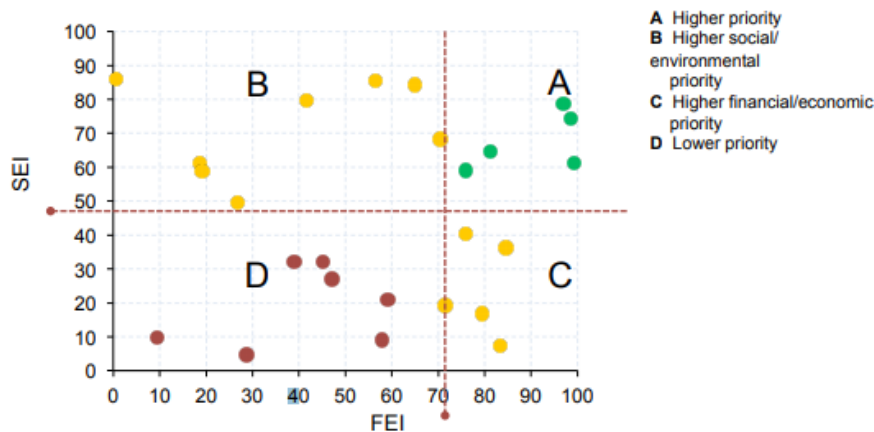 100
90
80
70
60
50
40
30
20
10
0
SEI
B
A
D
C
0 10 20 30 40 50 60 70 80 90 100
FEI
A Higher priority
B Higher social/
environmental
priority
C Higher financial/economic
priority
D Lower priority